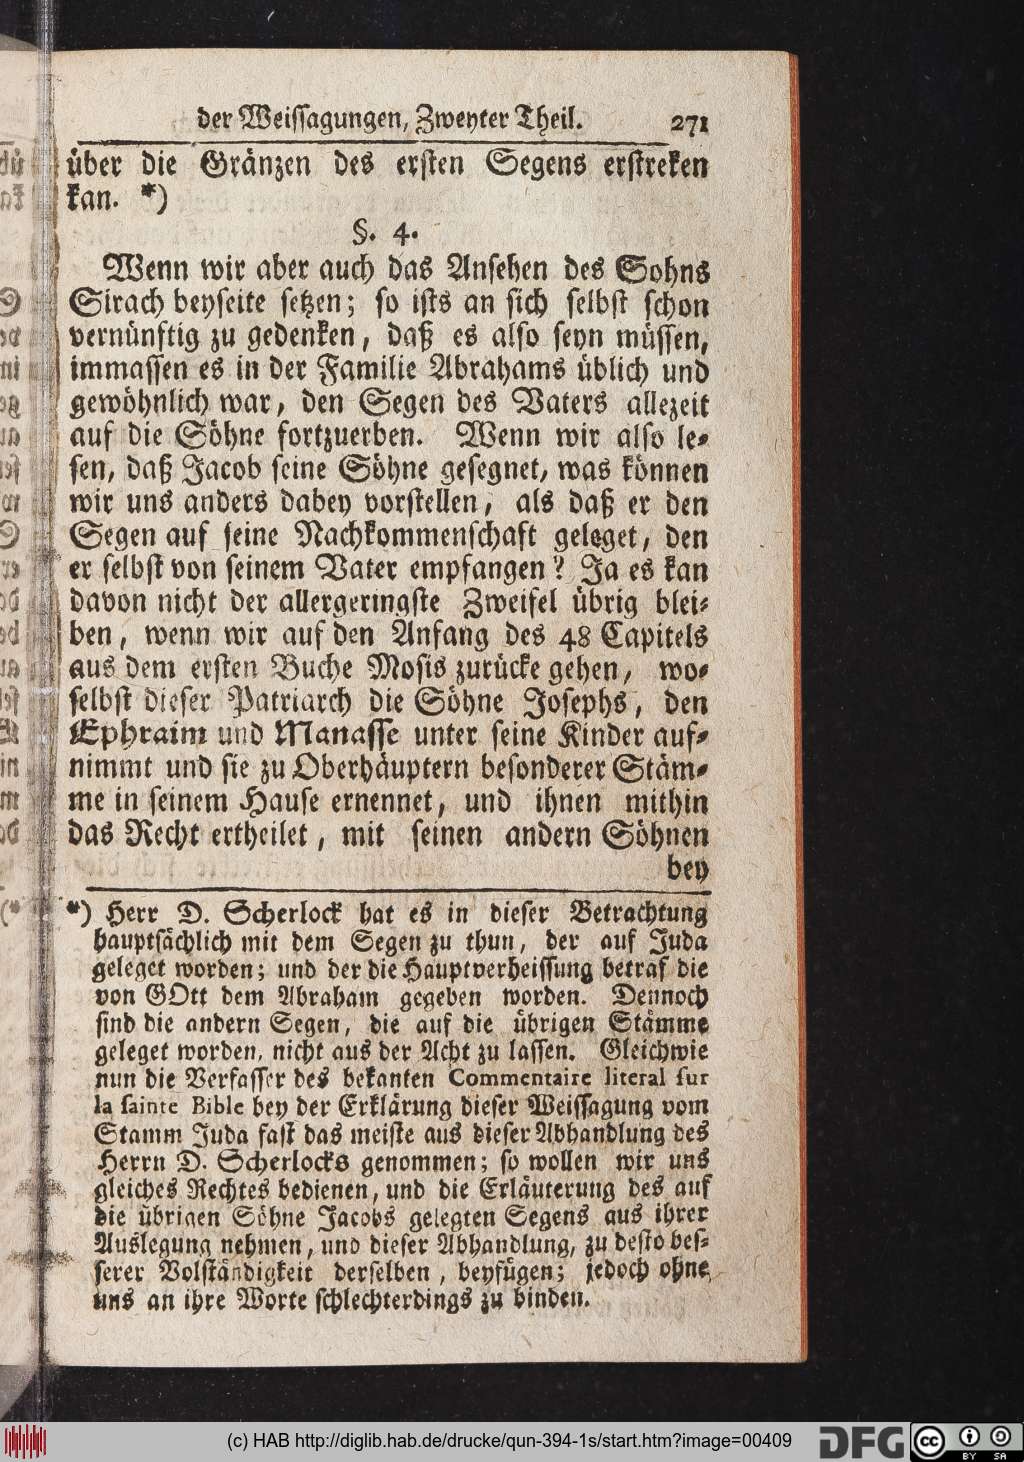 der Weissagungen, Zweyter Theil. 271
über die Gränzen des ersten Segens erstreken
kan. *)
§. 4.
Wenn wir aber auch das Ansehen des Sohns
Sirach beyseite setzen; so ists an sich selbst schon
vernünftig zu gedenken, daß es also seyn müssen,
immassen es in der Familie Abrahams üblich und
gewöhnlich war, den Segen des Vaters allezeit
auf die Söhne fortzuerben. Wenn wir also le-
sen, daß Jacob seine Söhne gesegnet, was können
wir uns anders dabey vorstellen, als daß er den
Segen auf seine Nachkommenschaft geleget, den
er selbst von seinem Vater empfangen? Ja es kan
davon nicht der allergeringste Zweifel übrig blei-
ben, wenn wir auf den Anfang des 48 Capitels
aus dem ersten Buche Mosis zurücke gehen, wo-
selbst dieser Patriarch die Söhne Josephs, den
Ephraim und Manasse unter seine Kinder auf-
nimmt und sie zu Oberhäuptern besonderer Stäm-
me in seinem Hause ernennet, und ihnen mithin
das Recht ertheilet, mit seinen andern Söhnen
bey
*) Herr D. Scherlock hat es in dieser Betrachtung
hauptsächlich mit dem Segen zu thun, der auf Juda
geleget worden; und der die Hauptverheissung betraf die
von GOtt dem Abraham gegeben worden. Dennoch
sind die andern Segen, die auf die übrigen Stämme
geleget worden, nicht aus der Acht zu lassen. Gleichwie
nun die Verfasser des bekanten Commentaire literal sur
la sainte Bible bey der Erklärung dieser Weissagung vom
Stamm Juda fast das meiste aus dieser Abhandlung des
Herrn D. Scherlocks genommen; so wollen wir uns
gleiches Rechtes bedienen, und die Erläuterung des auf
die übrigen Söhne Jacobs gelegten Segens aus ihrer
Auslegung nehmen, und dieser Abhandlung, zu desto bes-
serer Volständigkeit derselben, beyfügen; jedoch ohne
uns an ihre Worte schlechterdings zu binden.
(c) HAB http://diglib.hab.de/drucke/qun-394-1s/start.htm?image=00409
DFG
cc BY SA